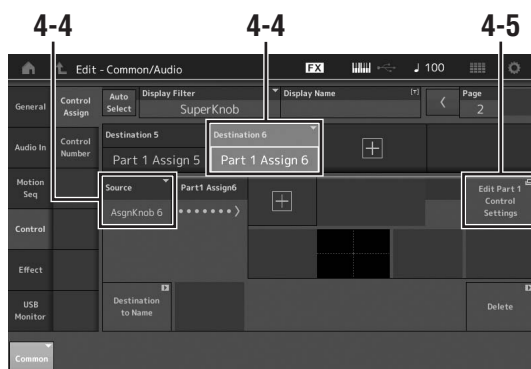 4-4
4-4
4-5
Edit - Common/Audio
FX
♩ 100
General
Control Assign
Auto Select
Display Filter
SuperKnob
Display Name
[T]
Page
2
Audio In
Control Number
Destination 5
Part 1 Assign 5
Destination 6
Part 1 Assign 6
Motion Seq
Source
AsgnKnob 6
Part1 Assign6
Edit Part 1 Control Settings
Control
Effect
USB Monitor
Destination to Name
Delete
Common